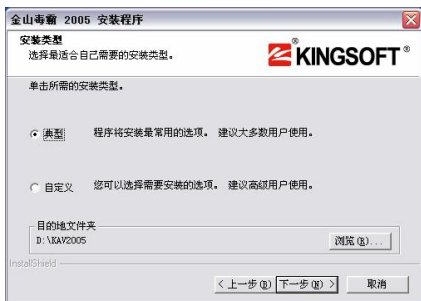 金山毒霸 2005 安装程序
安装类型
选择最适合自己需要的安装类型。
KINGSOFT®
单击所需的安装类型。
典型 程序将安装最常用的选项。 建议大多数用户使用。
自定义 您可以选择需要安装的选项。 建议高级用户使用。
目的地文件夹
D:\KAV2005
浏览(R)...
InstallShield
<上一步(B) 下一步(N)> 取消